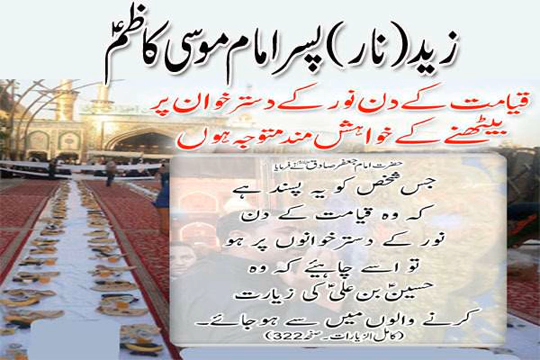 زید (نار) پسر امام موسی کاظمؑ
قیامت کے دن نور کے دسترخوان پر
بیٹھنے کے خواہش مند متوجہ ہوں
حضرت امام جعفر صادق نے فرمایا
جس شخص کو یہ پسند ہے
کہ وہ قیامت کے دن
نور کے دسترخوانوں پر ہو
تو اسے چاہیئے کہ وہ
حسینؑ بن علیؑ کی زیارت
کرنے والوں میں سے ہو جائے۔
(کامل الزیارات۔ صفحہ 322)